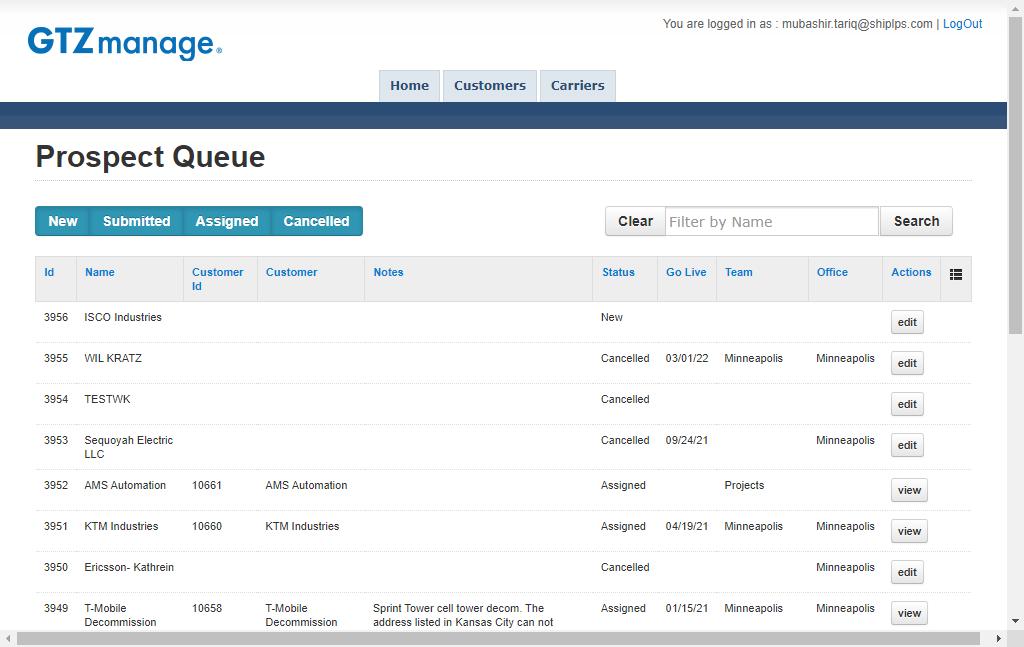 You are logged in as : mubashir.tariq@shiplps.com | LogOut
GTZmanage®
Home Customers Carriers
Prospect Queue
New Submitted Assigned Cancelled Clear Filter by Name Search
Id Name Customer Id Customer Notes Status Go Live Team Office Actions
3956 ISCO Industries New edit
3955 WIL KRATZ Cancelled 03/01/22 Minneapolis Minneapolis edit
3954 TESTWK Cancelled edit
3953 Sequoyah Electric LLC Cancelled 09/24/21 Minneapolis edit
3952 AMS Automation 10661 AMS Automation Assigned Projects view
3951 KTM Industries 10660 KTM Industries Assigned 04/19/21 Minneapolis Minneapolis view
3950 Ericsson- Kathrein Cancelled Minneapolis edit
3949 T-Mobile 10658 T-Mobile Sprint Tower cell tower decom. The Assigned 01/15/21 Minneapolis Minneapolis view
Decommission Decommission address listed in Kansas City can not